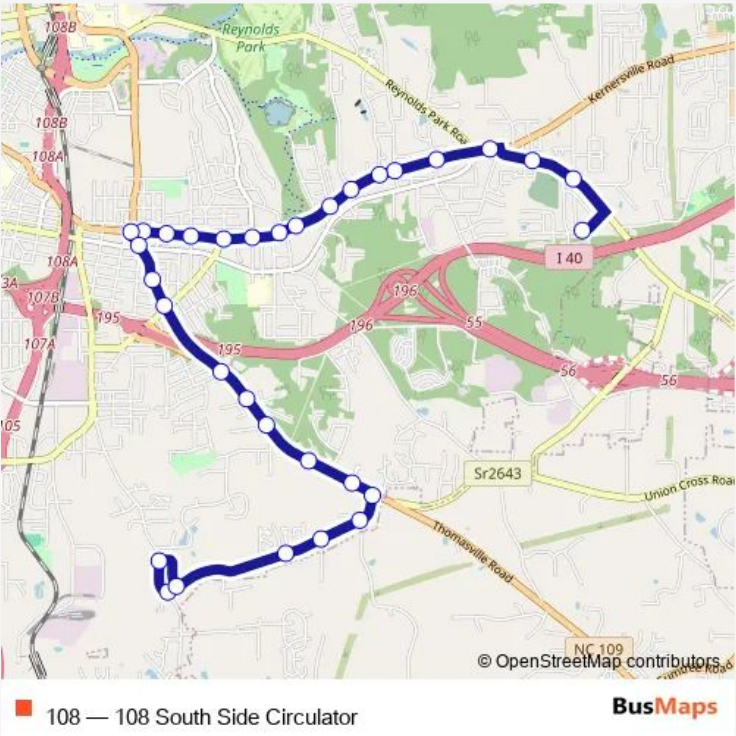 108B
Reynolds
Park
Kernersville Road
Reynolds Park Roa
108B
108A
I 40
108A
3A
107B
196
195
196
55
195
107A
56
56
105
Sr2643
Union Cross Road
Thomasville Road
NC 109
© OpenStreetMap contributors
Sumtree Road
108 — 108 South Side Circulator
BusMaps